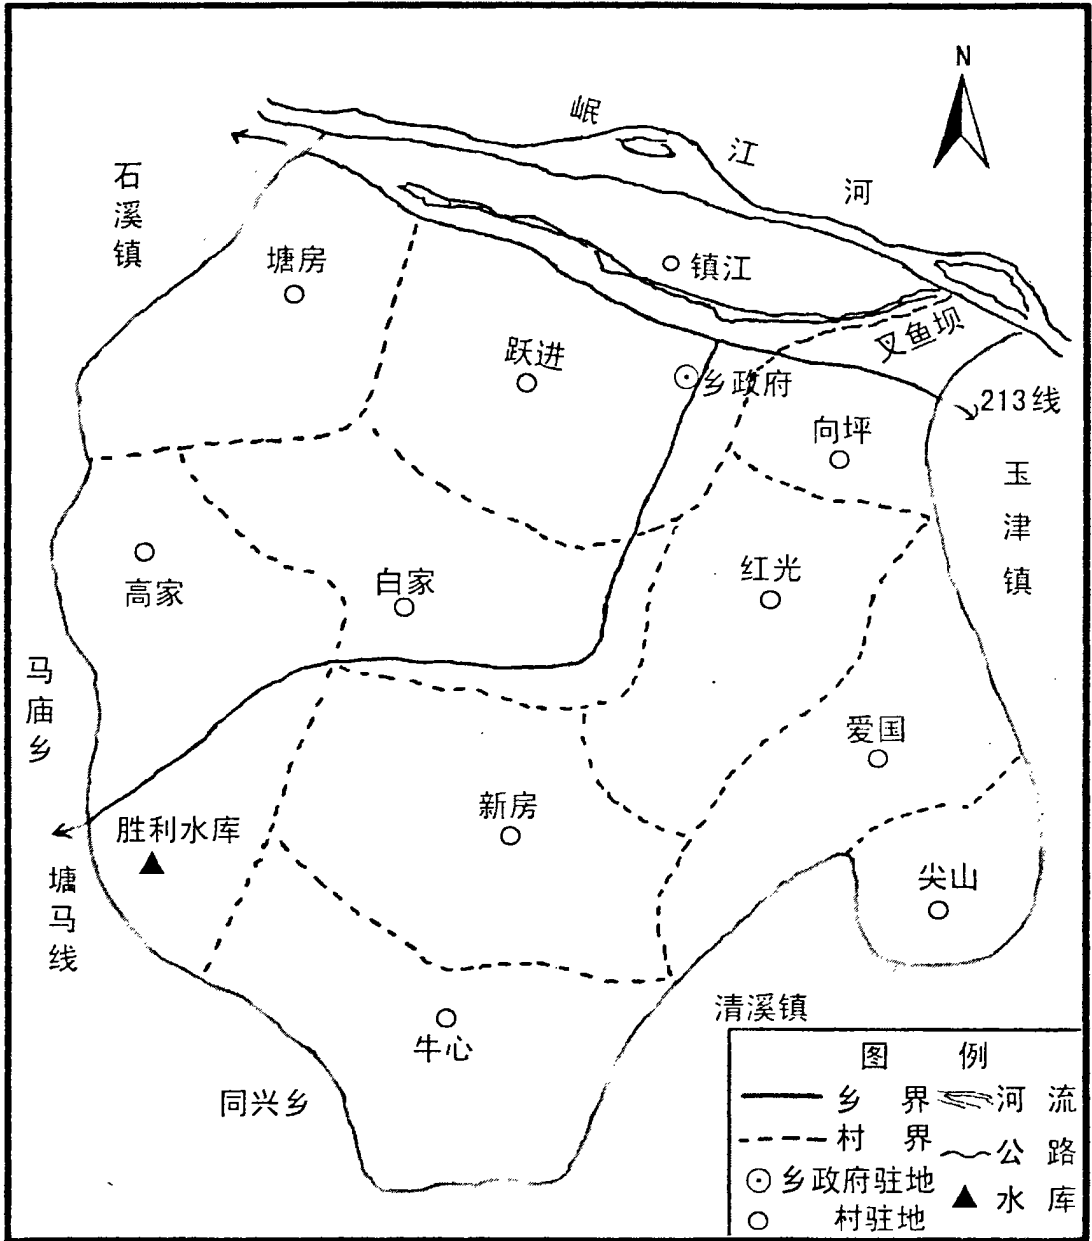 N
岷江河
石溪镇
塘房
镇江
叉鱼坝
跃进
乡政府
213线
向坪
玉津镇
高家
白家
红光
马庙乡
爱国
新房
胜利水库
塘马线
尖山
清溪镇
牛心
同兴乡
图 例
乡 界
河 流
村 界
公 路
乡政府驻地
水 库
村驻地